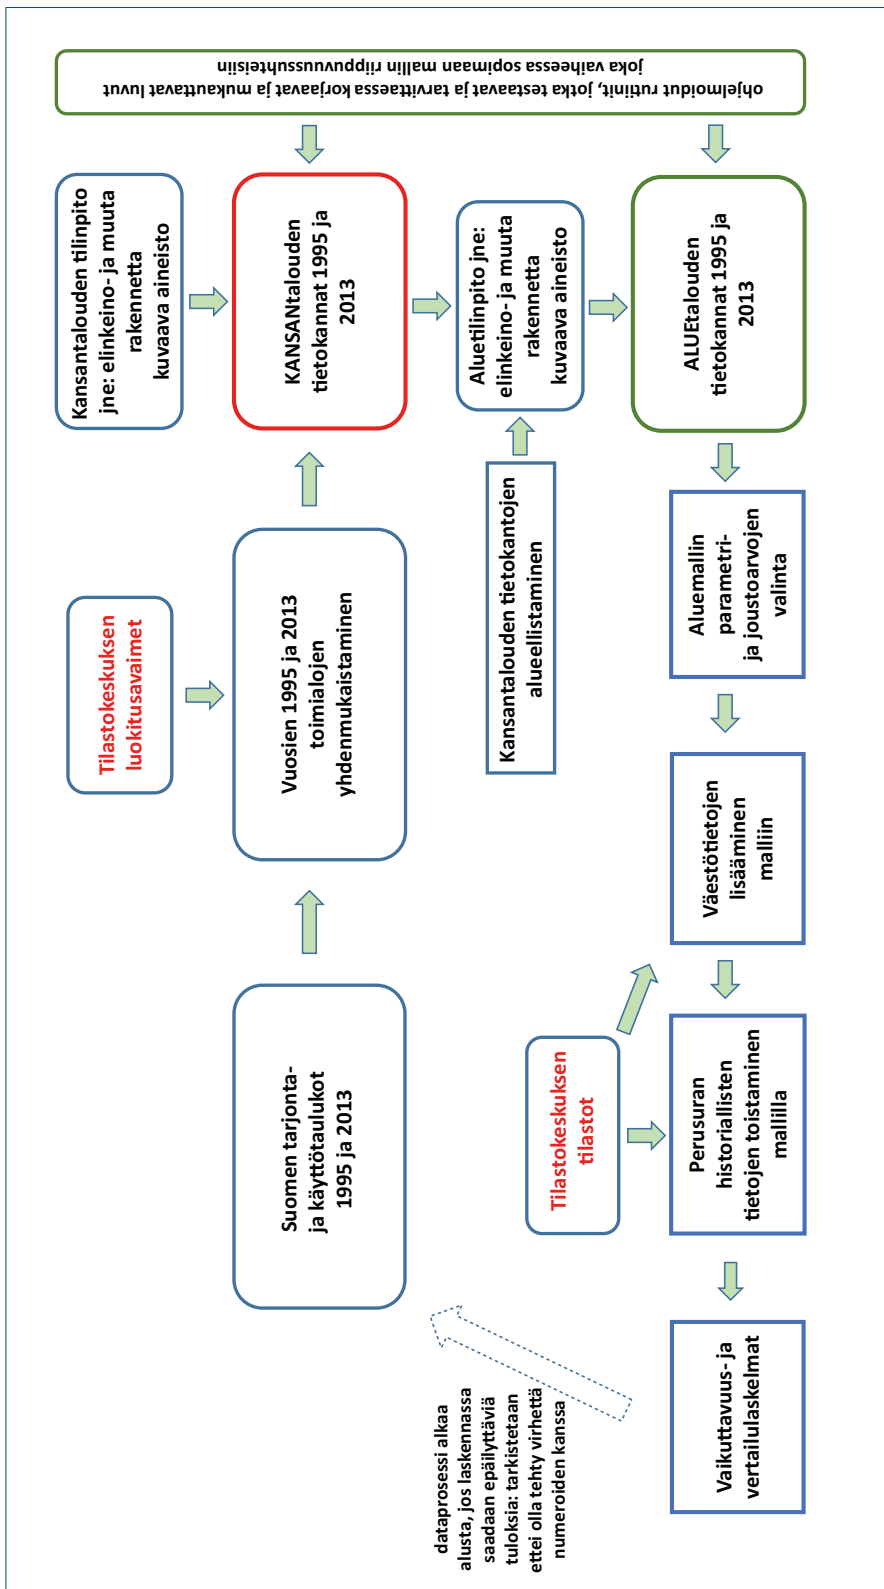 Suomen tarjonta-
ja käyttötaulukot
1995 ja 2013
Tilastokeskuksen
luokitusavaimet
Vuosien 1995 ja 2013
toimialojen
yhdenmukaistaminen
Kansantalouden tilinpito
jne: elinkeino- ja muuta
rakennetta
kuvaava aineisto
KANSANtalouden
tietokannat 1995 ja
2013
ohjelmoidut rutiinit, jotka testaavat ja tarvittaessa korjaavat ja mukauttavat luvut
joka vaiheessa sopimaan mallin riippuvuussuhteisiin
Kansantalouden tietokantojen
alueellistaminen
Aluetilinpito jne:
elinkeino- ja muuta
rakennetta
kuvaava aineisto
ALUEtalouden
tietokannat 1995 ja
2013
Aluemallin
parametri-
ja joustoarvojen
valinta
Väestötietojen
lisääminen
malliin
Tilastokeskuksen
tilastot
Perusuran
historiallisten
tietojen toistaminen
mallilla
Vaikuttavuus- ja
vertailulaskelmat
dataprosessi alkaa
alusta, jos laskennassa
saadaan epäilyttäviä
tuloksia: tarkistetaan
ettei olla tehty virhettä
numeroiden kanssa